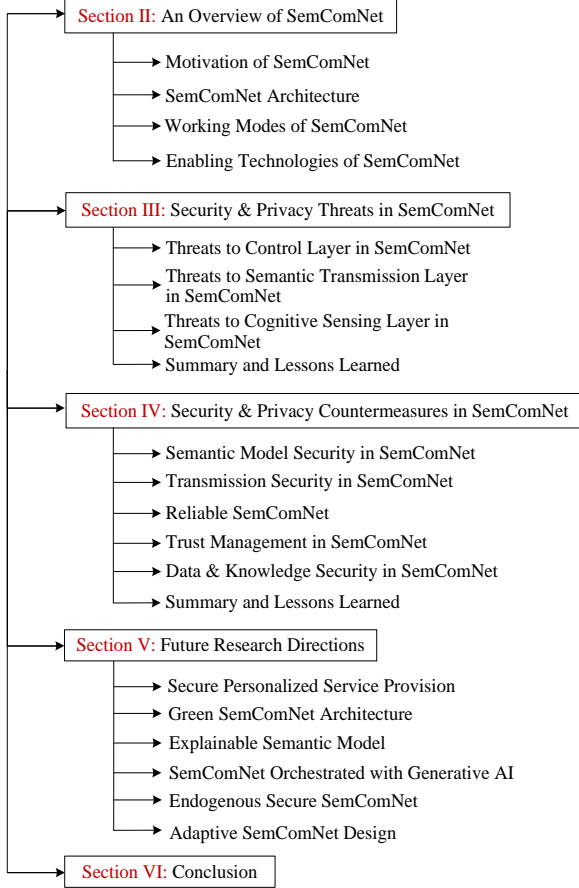 Section II: An Overview of SemComNet
Motivation of SemComNet
SemComNet Architecture
Working Modes of SemComNet
Enabling Technologies of SemComNet
Section III: Security & Privacy Threats in SemComNet
Threats to Control Layer in SemComNet
Threats to Semantic Transmission Layer
in SemComNet
Threats to Cognitive Sensing Layer in
SemComNet
Summary and Lessons Learned
Section IV: Security & Privacy Countermeasures in SemComNet
Semantic Model Security in SemComNet
Transmission Security in SemComNet
Reliable SemComNet
Trust Management in SemComNet
Data & Knowledge Security in SemComNet
Summary and Lessons Learned
Section V: Future Research Directions
Secure Personalized Service Provision
Green SemComNet Architecture
Explainable Semantic Model
SemComNet Orchestrated with Generative AI
Endogenous Secure SemComNet
Adaptive SemComNet Design
Section VI: Conclusion